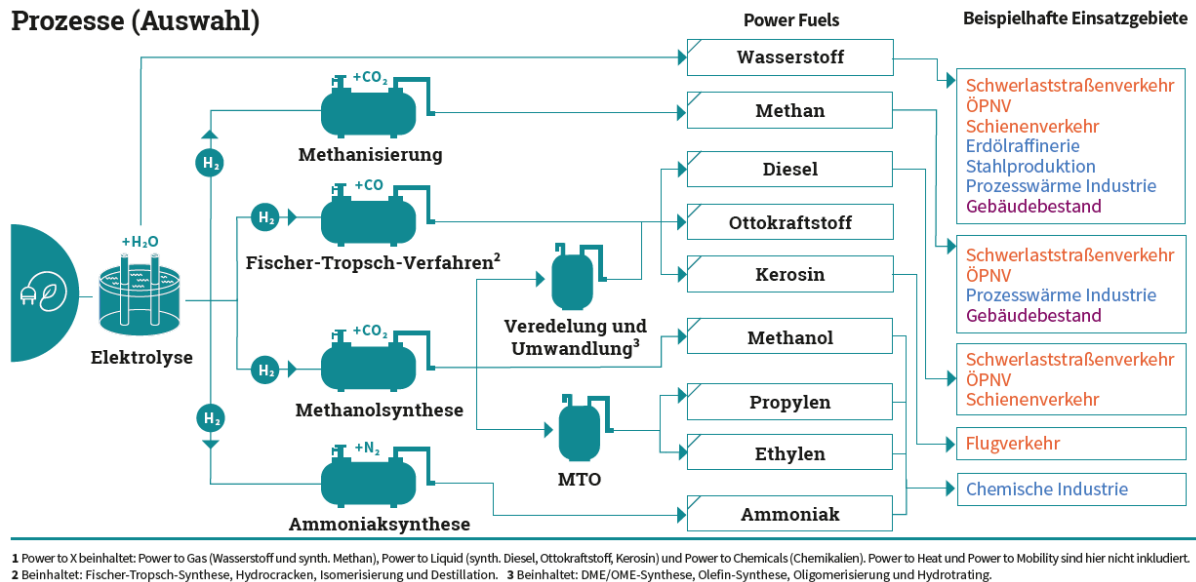 Prozesse (Auswahl)
Power Fuels
Beispielhafte Einsatzgebiete
Wasserstoff
+CO₂
Methanisierung
Methan
H₂
+CO
Fischer-Tropsch-Verfahren²
H₂
Diesel
Ottokraftstoff
Kerosin
+H₂O
Elektrolyse
Veredelung und
Umwandlung³
+CO₂
Methanolsynthese
H₂
Methanol
H₂
MTO
Propylen
Ethylen
+N₂
Ammoniaksynthese
Ammoniak
Schwerlaststraßenverkehr
ÖPNV
Schienenverkehr
Erdölraffinerie
Stahlproduktion
Prozesswärme Industrie
Gebäudebestand
Schwerlaststraßenverkehr
ÖPNV
Prozesswärme Industrie
Gebäudebestand
Schwerlaststraßenverkehr
ÖPNV
Schienenverkehr
Flugverkehr
Chemische Industrie
1 Power to X beinhaltet: Power to Gas (Wasserstoff und synth. Methan), Power to Liquid (synth. Diesel, Ottokraftstoff, Kerosin) und Power to Chemicals (Chemikalien). Power to Heat und Power to Mobility sind hier nicht inkludiert.
2 Beinhaltet: Fischer-Tropsch-Synthese, Hydrocracken, Isomerisierung und Destillation. 3 Beinhaltet: DME/OME-Synthese, Olefin-Synthese, Oligomerisierung und Hydrotrating.